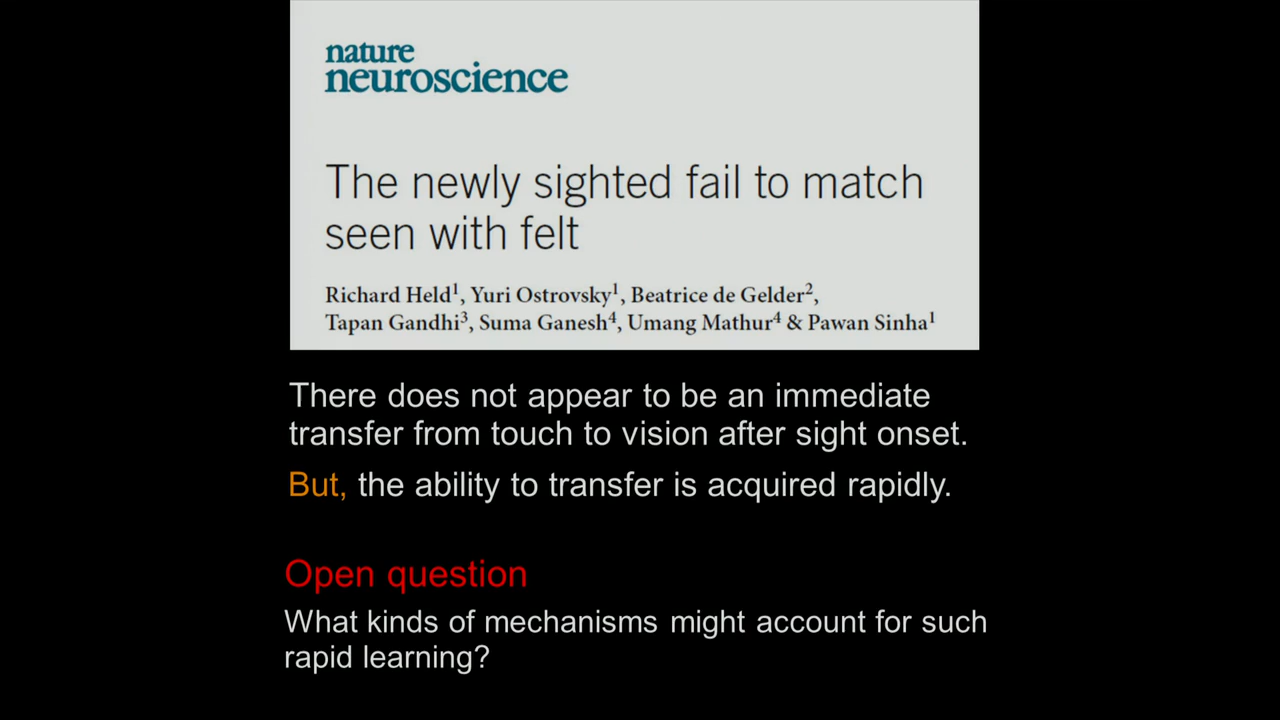 nature
neuroscience
The newly sighted fail to match
seen with felt
Richard Held¹, Yuri Ostrovsky¹, Beatrice de Gelder²,
Tapan Gandhi³, Suma Ganesh⁴, Umang Mathur⁴ & Pawan Sinha¹
There does not appear to be an immediate
transfer from touch to vision after sight onset.
But, the ability to transfer is acquired rapidly.
Open question
What kinds of mechanisms might account for such
rapid learning?